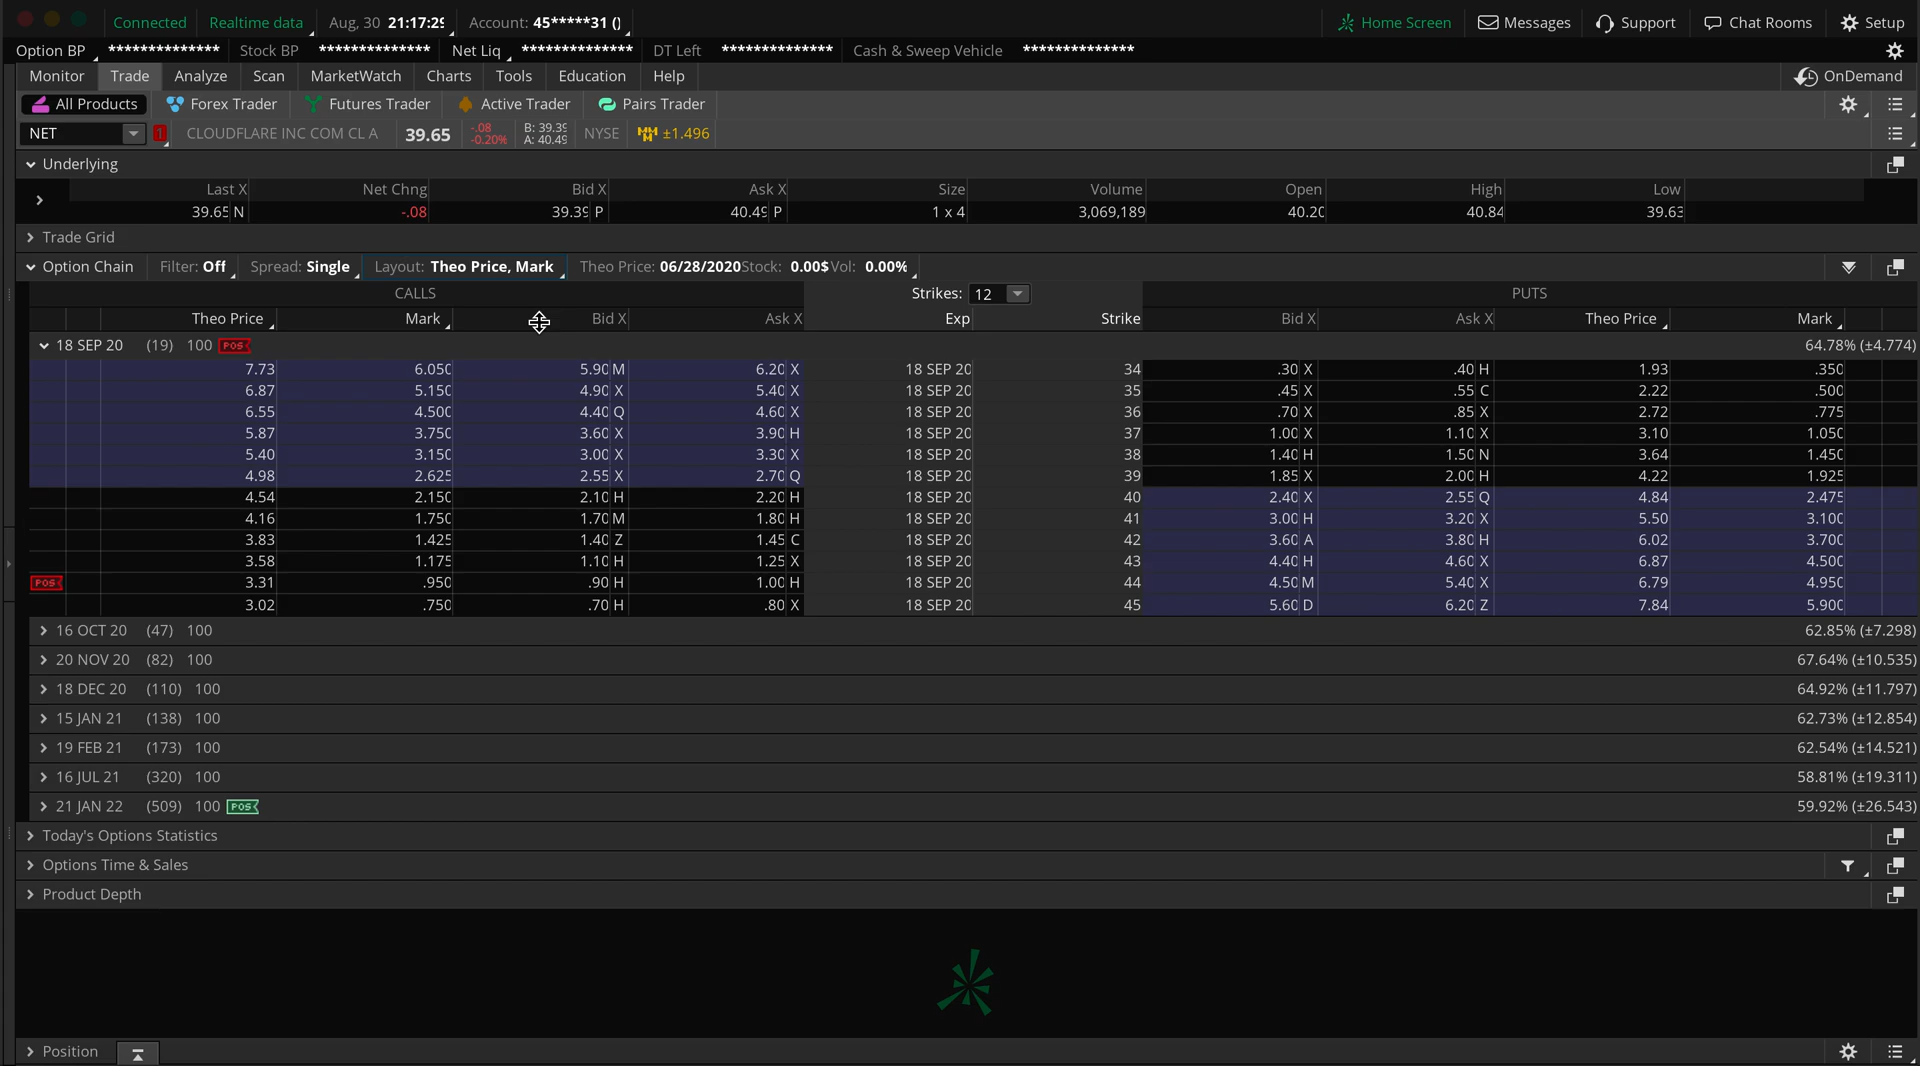 Connected Realtime data Aug, 30 21:17:29 Account: 45*****31 () Home Screen Messages Support Chat Rooms Setup
Option BP ************** Stock BP ************** Net Liq ************** DT Left ************** Cash & Sweep Vehicle **************
Monitor Trade Analyze Scan MarketWatch Charts Tools Education Help OnDemand
All Products Forex Trader Futures Trader Active Trader Pairs Trader
NET 1 CLOUDFLARE INC COM CL A 39.65 -.08 -0.20% B: 39.39 A: 40.49 NYSE ±1.496
Underlying
Last X Net Chng Bid X Ask X Size Volume Open High Low
39.65 N -.08 39.39 P 40.49 P 1 x 4 3,069,189 40.20 40.84 39.63
Trade Grid
Option Chain Filter: Off Spread: Single Layout: Theo Price, Mark Theo Price: 06/28/2020 Stock: 0.00$ Vol: 0.00%
CALLS Strikes: 12 PUTS
Theo Price Mark Bid X Ask X Exp Strike Bid X Ask X Theo Price Mark
18 SEP 20 (19) 100 POS 64.78% (±4.774)
7.73 6.050 5.90 M 6.20 X 18 SEP 20 34 .30 X .40 H 1.93 .350
6.87 5.150 4.90 X 5.40 X 18 SEP 20 35 .45 X .55 C 2.22 .500
6.55 4.500 4.40 Q 4.60 X 18 SEP 20 36 .70 X .85 X 2.72 .775
5.87 3.750 3.60 X 3.90 H 18 SEP 20 37 1.00 H 1.10 X 3.10 1.050
5.40 3.150 3.00 X 3.30 X 18 SEP 20 38 1.40 H 1.50 N 3.64 1.450
4.98 2.625 2.55 X 2.70 Q 18 SEP 20 39 1.85 X 2.00 H 4.22 1.925
4.54 2.150 2.10 H 2.20 H 18 SEP 20 40 2.40 X 2.55 Q 4.84 2.475
4.16 1.750 1.70 M 1.80 H 18 SEP 20 41 3.00 H 3.20 X 5.50 3.100
3.83 1.425 1.40 Z 1.45 C 18 SEP 20 42 3.60 A 3.80 H 6.02 3.700
3.58 1.175 1.10 H 1.25 X 18 SEP 20 43 4.40 H 4.60 X 6.87 4.500
POS 3.31 .950 .90 H 1.00 H 18 SEP 20 44 4.50 M 5.40 X 6.79 4.950
3.02 .750 .70 H .80 X 18 SEP 20 45 5.60 D 6.20 Z 7.84 5.900
16 OCT 20 (47) 100 62.85% (±7.298)
20 NOV 20 (82) 100 67.64% (±10.535)
18 DEC 20 (110) 100 64.92% (±11.797)
15 JAN 21 (138) 100 62.73% (±12.854)
19 FEB 21 (173) 100 62.54% (±14.521)
16 JUL 21 (320) 100 58.81% (±19.311)
21 JAN 22 (509) 100 POS 59.92% (±26.543)
Today's Options Statistics
Options Time & Sales
Product Depth
Position